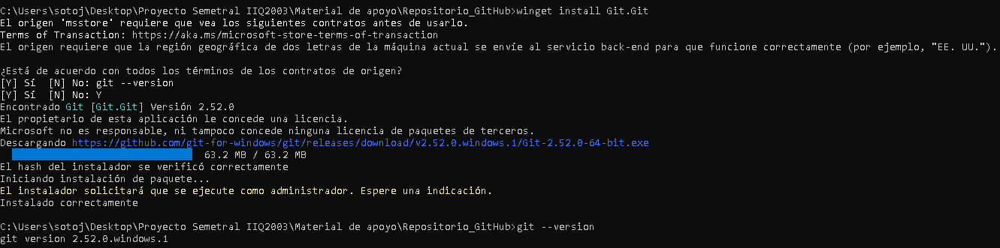 C:\Users\sotoj\Desktop\Proyecto Semetral IIQ2003\Material de apoyo\Repositorio_GitHub>winget install Git.Git
El origen 'msstore' requiere que vea los siguientes contratos antes de usarlo.
Terms of Transaction: https://aka.ms/microsoft-store-terms-of-transaction
El origen requiere que la región geográfica de dos letras de la máquina actual se envíe al servicio back-end para que funcione correctamente (por ejemplo, "EE. UU.").
¿Está de acuerdo con todos los términos de los contratos de origen?
[Y] Sí  [N] No: git --version
[Y] Sí  [N] No: Y
Encontrado Git [Git.Git] Versión 2.52.0
El propietario de esta aplicación le concede una licencia.
Microsoft no es responsable, ni tampoco concede ninguna licencia de paquetes de terceros.
Descargando https://github.com/git-for-windows/git/releases/download/v2.52.0.windows.1/Git-2.52.0-64-bit.exe
63.2 MB / 63.2 MB
El hash del instalador se verificó correctamente
Iniciando instalación de paquete...
El instalador solicitará que se ejecute como administrador. Espere una indicación.
Instalado correctamente
C:\Users\sotoj\Desktop\Proyecto Semetral IIQ2003\Material de apoyo\Repositorio_GitHub>git --version
git version 2.52.0.windows.1